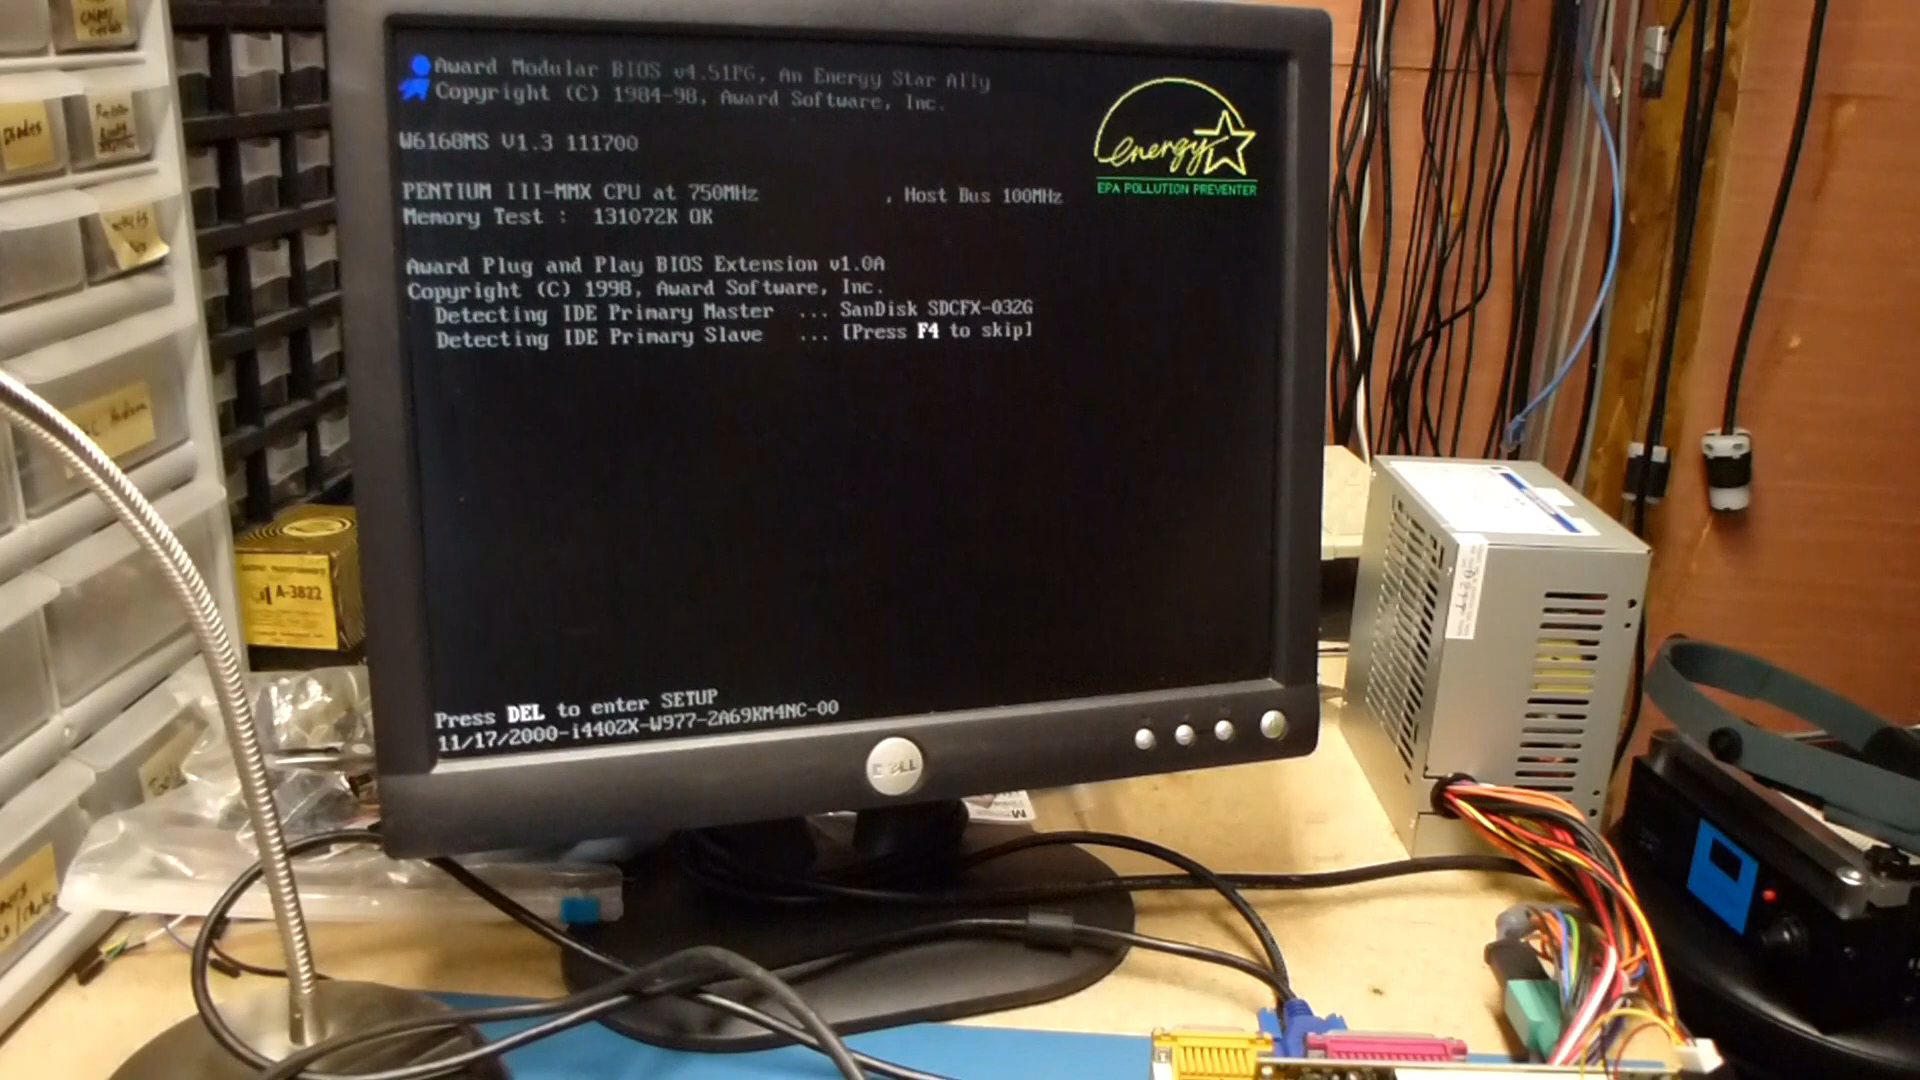 Award Modular BIOS v4.51PG, An Energy Star Ally
Copyright (C) 1984-98, Award Software, Inc.
energy
EPA POLLUTION PREVENTER
W6168MS V1.3 111700
PENTIUM III-MMX CPU at 750MHz , Host Bus 100MHz
Memory Test : 131072K OK
Award Plug and Play BIOS Extension v1.0A
Copyright (C) 1998, Award Software, Inc.
Detecting IDE Primary Master ... SanDisk SDCFX-032G
Detecting IDE Primary Slave ... [Press F4 to skip]
Press DEL to enter SETUP
11/17/2000-i440ZX-W977-2A69KM4NC-00
DELL
Diodes
A-3822